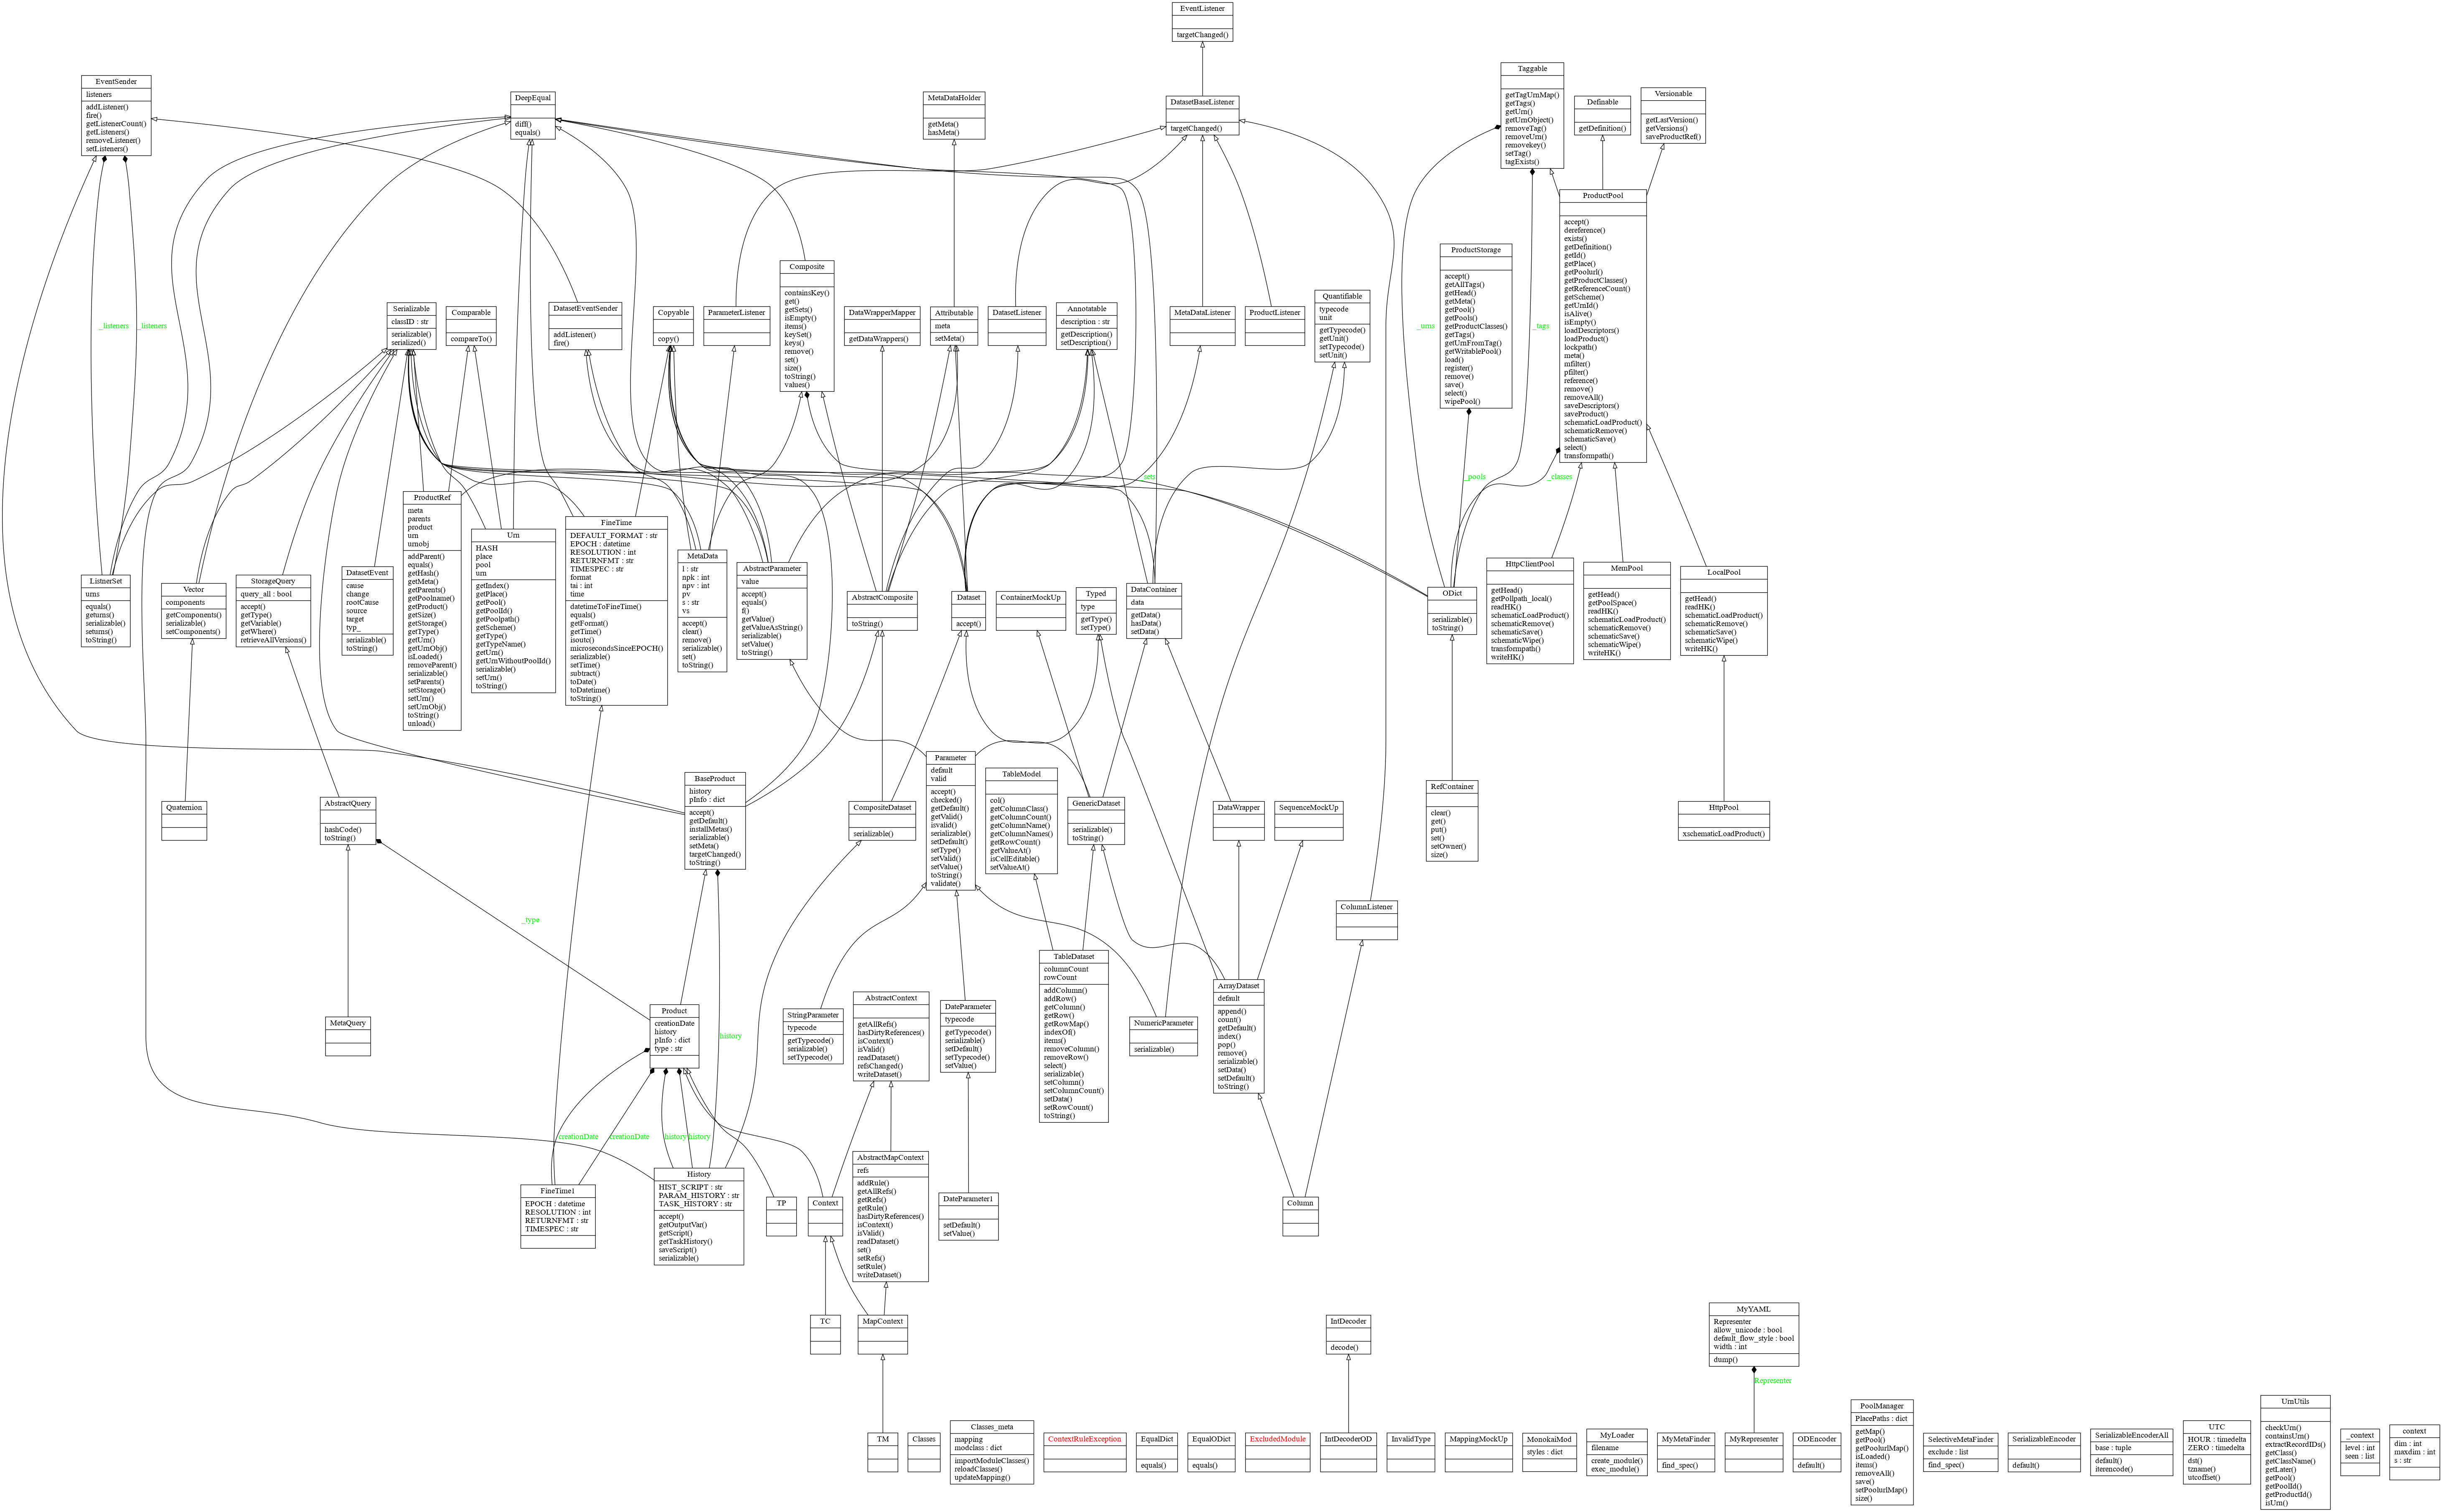 EventListener
targetChanged()
EventSender
listeners
addListener()
fire()
getListenerCount()
getListeners()
removeListener()
setListeners()
DeepEqual
diff()
equals()
MetaDataHolder
getMeta()
hasMeta()
DatasetBaseListener
targetChanged()
Taggable
getTagUrnMap()
getTags()
getUrn()
getUrnObject()
removeTag()
removeUrn()
removekey()
setTag()
tagExists()
Definable
getDefinition()
Versionable
getLastVersion()
getVersions()
saveProductRef()
ProductPool
accept()
dereference()
exists()
getDefinition()
getId()
getPlace()
getPoolurl()
getProductClasses()
getReferenceCount()
getScheme()
getUrnId()
isAlive()
isEmpty()
loadDescriptors()
loadProduct()
lockpath()
meta()
mfilter()
pfilter()
reference()
remove()
removeAll()
saveDescriptors()
saveProduct()
schematicLoadProduct()
schematicRemove()
schematicSave()
select()
transformpath()
ProductStorage
accept()
getAllTags()
getHead()
getMeta()
getPool()
getPools()
getProductClasses()
getTags()
getUrnFromTag()
getWritablePool()
load()
register()
remove()
save()
select()
wipePool()
_listeners
_listeners
Serializable
classID : str
serializable()
serialized()
Comparable
compareTo()
DatasetEventSender
addListener()
fire()
Copyable
copy()
ParameterListener
Composite
containsKey()
get()
getSets()
isEmpty()
items()
keySet()
keys()
remove()
set()
size()
toString()
values()
DataWrapperMapper
getDataWrappers()
Attributable
meta
setMeta()
DatasetListener
Annotatable
description : str
getDescription()
setDescription()
MetaDataListener
ProductListener
Quantifiable
typecode
unit
getTypecode()
getUnit()
setTypecode()
setUnit()
_urns
_tags
_sets
_pools
_classes
ListnerSet
urns
equals()
geturns()
serializable()
seturns()
toString()
Vector
components
getComponents()
serializable()
setComponents()
StorageQuery
query_all : bool
accept()
getType()
getVariable()
getWhere()
retrieveAllVersions()
DatasetEvent
cause
change
rootCause
source
target
typ_
serializable()
toString()
ProductRef
meta
parents
product
urn
urnobj
addParent()
equals()
getHash()
getMeta()
getParents()
getPoolname()
getProduct()
getSize()
getStorage()
getType()
getUrn()
getUrnObj()
isLoaded()
removeParent()
serializable()
setParents()
setStorage()
setUrn()
setUrnObj()
toString()
unload()
Urn
HASH
place
pool
urn
getIndex()
getPlace()
getPool()
getPoolId()
getPoolpath()
getScheme()
getType()
getTypeName()
getUrn()
getUrnWithoutPoolId()
serializable()
setUrn()
toString()
FineTime
DEFAULT_FORMAT : str
EPOCH : datetime
RESOLUTION : int
RETURNFMT : str
TIMESPEC : str
format
tai : int
time
datetimeToFineTime()
equals()
getFormat()
getTime()
isoutc()
microsecondsSinceEPOCH()
serializable()
setTime()
subtract()
toDate()
toDatetime()
toString()
MetaData
l : str
npk : int
npv : int
pv
s : str
vs
accept()
clear()
remove()
serializable()
set()
toString()
AbstractParameter
value
accept()
equals()
f()
getValue()
getValueAsString()
serializable()
setValue()
toString()
AbstractComposite
toString()
Dataset
accept()
ContainerMockUp
Typed
type
getType()
setType()
DataContainer
data
getData()
hasData()
setData()
ODict
serializable()
toString()
HttpClientPool
getHead()
getPollpath_local()
readHK()
schematicLoadProduct()
schematicRemove()
schematicSave()
schematicWipe()
transformpath()
writeHK()
MemPool
getHead()
getPoolSpace()
readHK()
schematicLoadProduct()
schematicRemove()
schematicSave()
schematicWipe()
writeHK()
LocalPool
getHead()
readHK()
schematicLoadProduct()
schematicRemove()
schematicSave()
schematicWipe()
writeHK()
Quaternion
AbstractQuery
hashCode()
toString()
BaseProduct
history
pInfo : dict
accept()
getDefault()
installMetas()
serializable()
setMeta()
targetChanged()
toString()
CompositeDataset
serializable()
Parameter
default
valid
accept()
checked()
getDefault()
getValid()
isvalid()
serializable()
setDefault()
setType()
setValid()
setValue()
toString()
validate()
TableModel
col()
getColumnClass()
getColumnCount()
getColumnName()
getColumnNames()
getRowCount()
getValueAt()
isCellEditable()
setValueAt()
GenericDataset
serializable()
toString()
DataWrapper
SequenceMockUp
RefContainer
clear()
get()
put()
set()
setOwner()
size()
HttpPool
xschematicLoadProduct()
_type
history
ColumnListener
MetaQuery
Product
creationDate
history
pInfo : dict
type : str
StringParameter
typecode
getTypecode()
serializable()
setTypecode()
AbstractContext
getAllRefs()
hasDirtyReferences()
isContext()
isValid()
readDataset()
refsChanged()
writeDataset()
DateParameter
typecode
getTypecode()
serializable()
setDefault()
setTypecode()
setValue()
TableDataset
columnCount
rowCount
addColumn()
addRow()
getColumn()
getRow()
getRowMap()
indexOf()
items()
removeColumn()
removeRow()
select()
serializable()
setColumn()
setColumnCount()
setData()
setRowCount()
toString()
NumericParameter
serializable()
ArrayDataset
default
append()
count()
getDefault()
index()
pop()
remove()
serializable()
setData()
setDefault()
toString()
creationDate
creationDate
history
history
FineTime1
EPOCH : datetime
RESOLUTION : int
RETURNFMT : str
TIMESPEC : str
History
HIST_SCRIPT : str
PARAM_HISTORY : str
TASK_HISTORY : str
accept()
getOutputVar()
getScript()
getTaskHistory()
saveScript()
serializable()
TP
Context
AbstractMapContext
refs
addRule()
getAllRefs()
getRefs()
getRule()
hasDirtyReferences()
isContext()
isValid()
readDataset()
set()
setRefs()
setRule()
writeDataset()
DateParameter1
setDefault()
setValue()
Column
TC
MapContext
IntDecoder
decode()
MyYAML
Representer
allow_unicode : bool
default_flow_style : bool
width : int
dump()
Representer
TM
Classes
Classes_meta
mapping
modclass : dict
importModuleClasses()
reloadClasses()
updateMapping()
ContextRuleException
EqualDict
equals()
EqualODict
equals()
ExcludedModule
IntDecoderOD
InvalidType
MappingMockUp
MonokaiMod
styles : dict
MyLoader
filename
create_module()
exec_module()
MyMetaFinder
find_spec()
MyRepresenter
ODEncoder
default()
PoolManager
PlacePaths : dict
getMap()
getPool()
getPoolurlMap()
isLoaded()
items()
removeAll()
save()
setPoolurlMap()
size()
SelectiveMetaFinder
exclude : list
find_spec()
SerializableEncoder
default()
SerializableEncoderAll
base : tuple
default()
iterencode()
UTC
HOUR : timedelta
ZERO : timedelta
dst()
tzname()
utcoffset()
UrnUtils
checkUrn()
containsUrn()
extractRecordIDs()
getClass()
getClassName()
getLater()
getPool()
getPoolId()
getProductId()
isUrn()
_context
level : int
seen : list
context
dim : int
maxdim : int
s : str